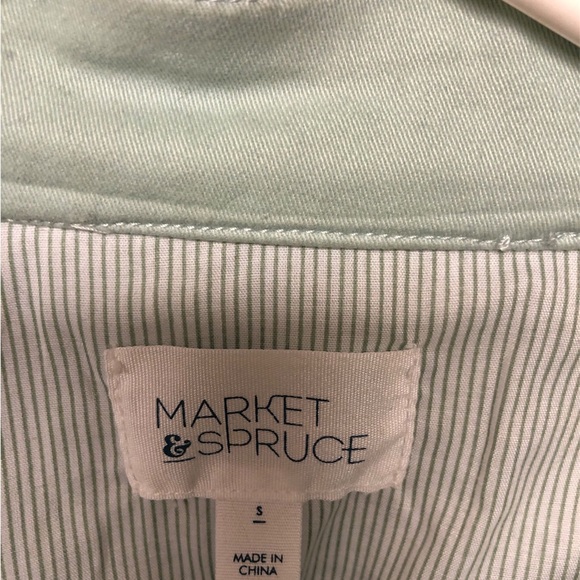 MARKET
& SPRUCE
S
MADE IN
CHINA